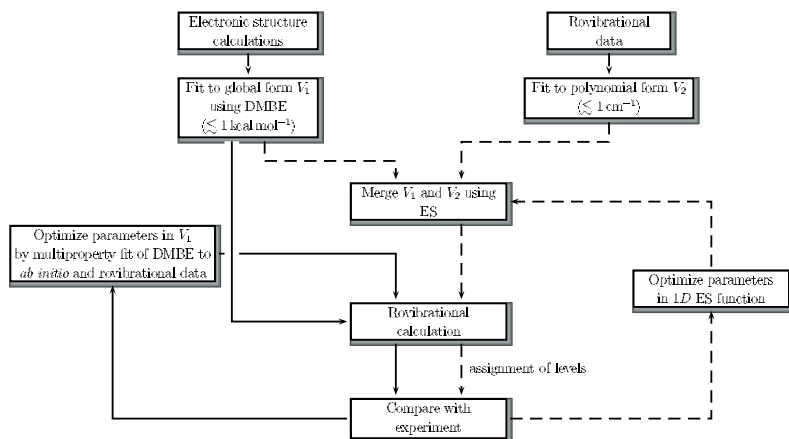 Electronic structure
calculations
Rovibrational
data
Fit to global form V₁
using DMBE
(≲ 1 kcal mol⁻¹)
Fit to polynomial form V₂
(≲ 1 cm⁻¹)
Merge V₁ and V₂ using
ES
Optimize parameters in V₁
by multiproperty fit of DMBE to
ab initio and rovibrational data
Optimize parameters
in 1D ES function
Rovibrational
calculation
assignment of levels
Compare with
experiment